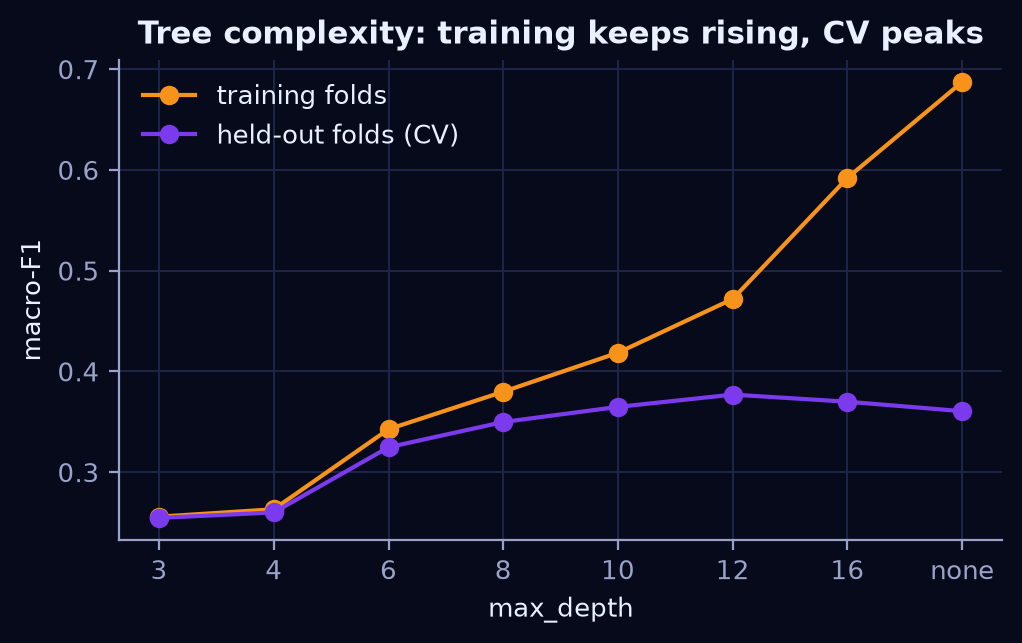 Tree complexity: training keeps rising, CV peaks
training folds
held-out folds (CV)
macro-F1
0.7
0.6
0.5
0.4
0.3
3 4 6 8 10 12 16 none
max_depth